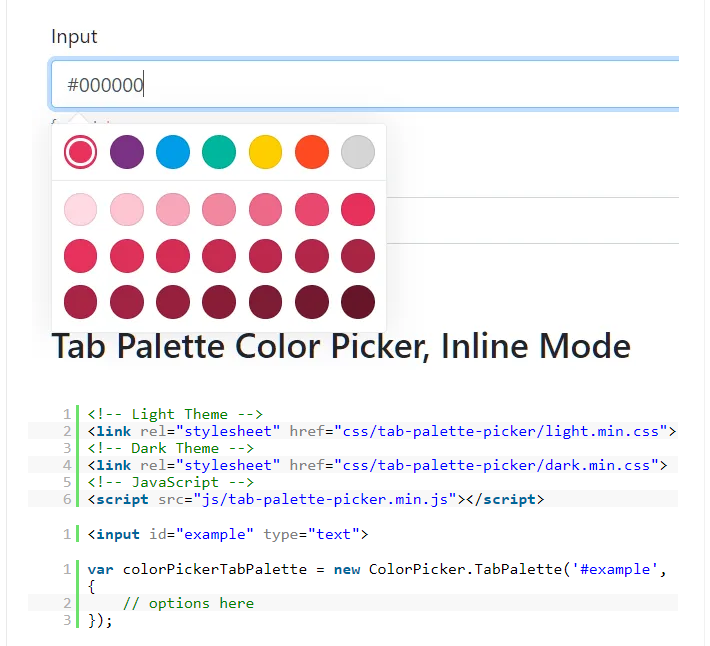 Input
#000000
Tab Palette Color Picker, Inline Mode
1 <!-- Light Theme -->
2 <link rel="stylesheet" href="css/tab-palette-picker/light.min.css">
3 <!-- Dark Theme -->
4 <link rel="stylesheet" href="css/tab-palette-picker/dark.min.css">
5 <!-- JavaScript -->
6 <script src="js/tab-palette-picker.min.js"></script>
1 <input id="example" type="text">
1 var colorPickerTabPalette = new ColorPicker.TabPalette('#example',
{
2 // options here
3 });